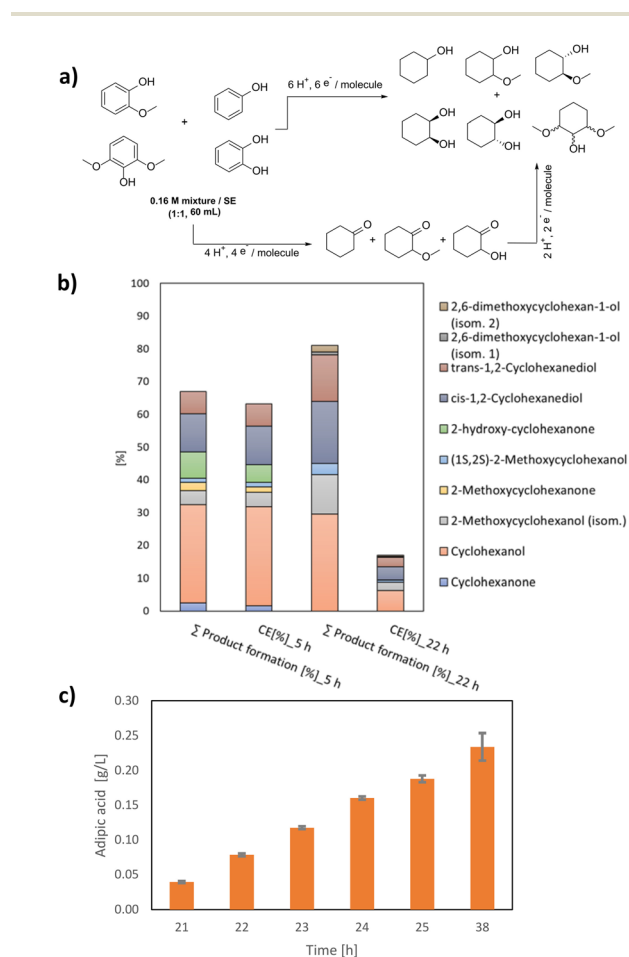 a)
OH
O
OH
OH
OH
O
O
OH
+
OH
OH
OH
0.16 M mixture / SE
(1:1, 60 mL)
6 H+, 6 e- / molecule
OH
OH
O
OH
O
+
OH
OH
OH
OH
O
OH
O
4 H+, 4 e- / molecule
O
+
O
O
+
O
OH
2 H+, 2 e- / molecule
b)
100
90
80
70
60
50
40
30
20
10
0
[%]
∑ Product formation [%]_5 h
CE[%]_5 h
∑ Product formation [%]_22 h
CE[%]_22 h
2,6-dimethoxycyclohexan-1-ol
(isom. 2)
2,6-dimethoxycyclohexan-1-ol
(isom. 1)
trans-1,2-Cyclohexanediol
cis-1,2-Cyclohexanediol
2-hydroxy-cyclohexanone
(1S,2S)-2-Methoxycyclohexanol
2-Methoxycyclohexanone
2-Methoxycyclohexanol (isom.)
Cyclohexanol
Cyclohexanone
c)
0.30
0.25
0.20
0.15
0.10
0.05
0.00
Adipic acid [g/L]
21 22 23 24 25 38
Time [h]